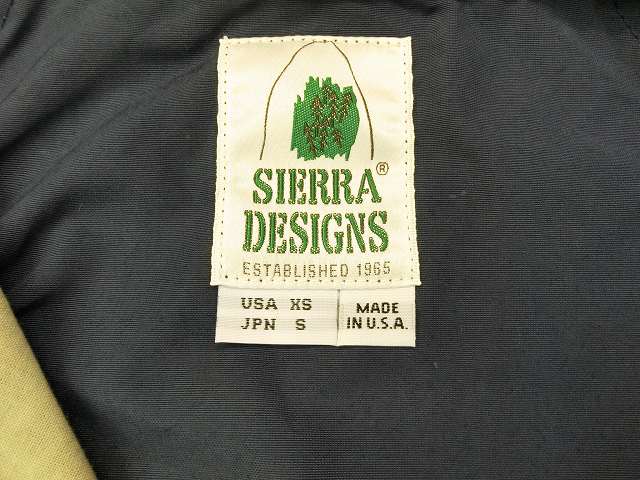 SIERRA®
DESIGNS
ESTABLISHED 1965
USA XS
JPN S
MADE
IN U.S.A.